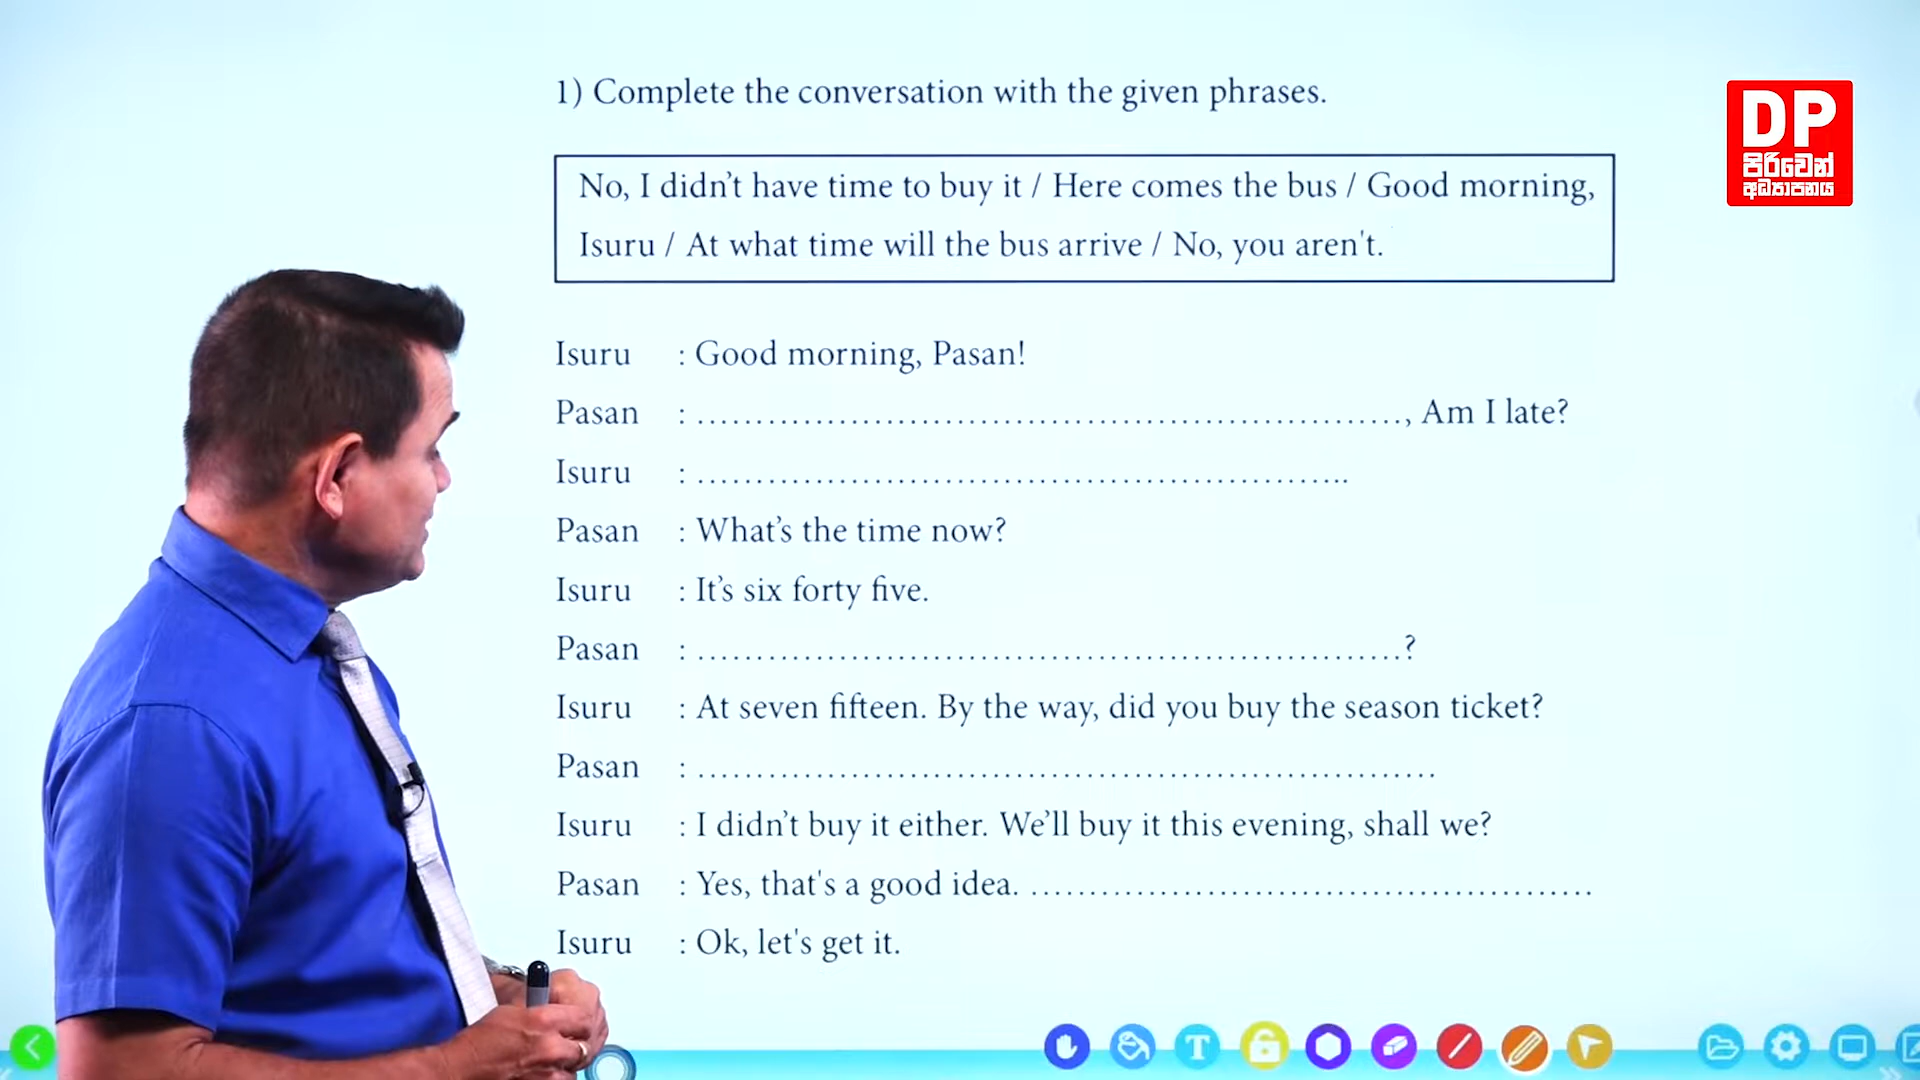 1) Complete the conversation with the given phrases.
DP
පිරිවෙන්
අධ්‍යාපනය
No, I didn’t have time to buy it / Here comes the bus / Good morning,
Isuru / At what time will the bus arrive / No, you aren't.
Isuru : Good morning, Pasan!
Pasan : ............................................................, Am I late?
Isuru : ............................................................
Pasan : What’s the time now?
Isuru : It’s six forty five.
Pasan : ............................................................?
Isuru : At seven fifteen. By the way, did you buy the season ticket?
Pasan : ............................................................
Isuru : I didn’t buy it either. We’ll buy it this evening, shall we?
Pasan : Yes, that's a good idea. ................................................
Isuru : Ok, let's get it.
T